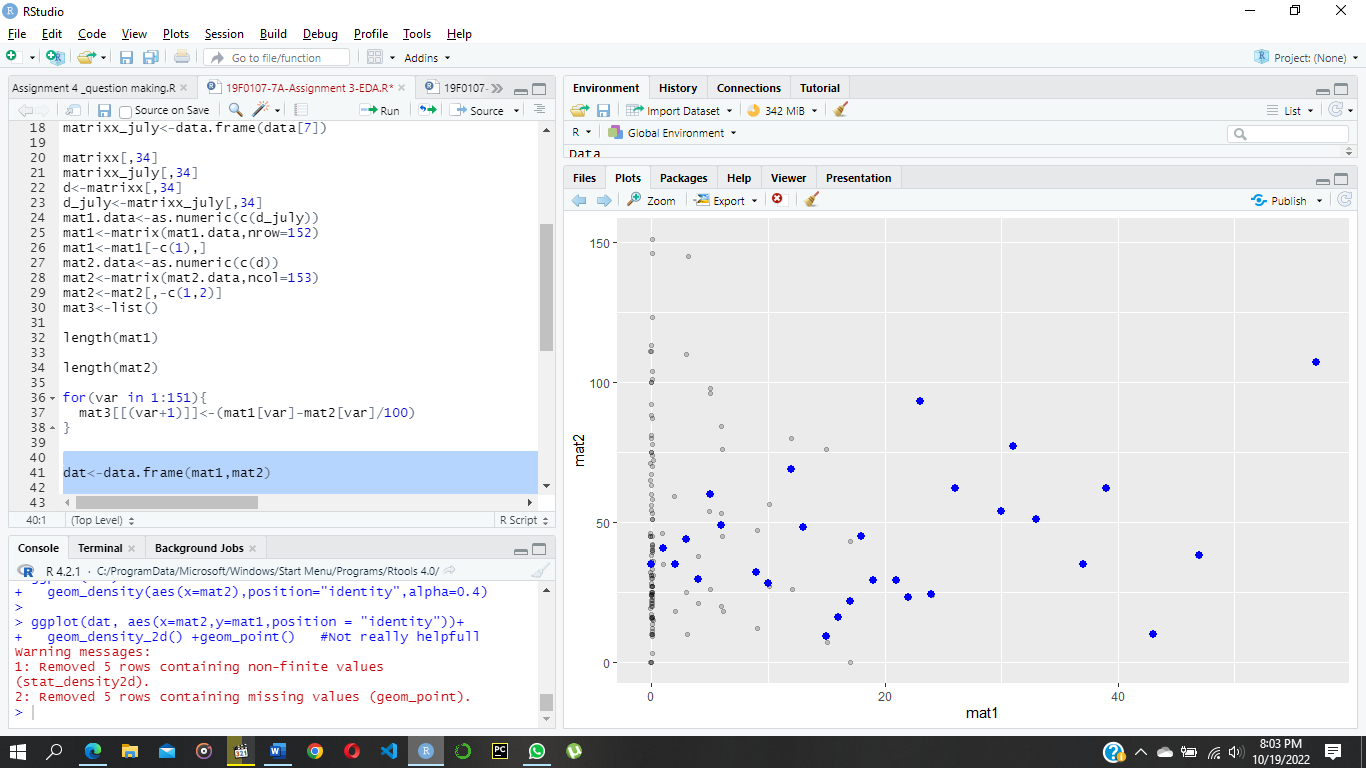 RStudio
File Edit Code View Plots Session Build Debug Profile Tools Help
Go to file/function Addins Project: (None)
Assignment 4 _question making.R 19F0107-7A-Assignment 3-EDA.R* 19F0107-
Source on Save Run Source
18 matrixx_july<-data.frame(data[7])
19
20 matrixx[,34]
21 matrixx_july[,34]
22 d<-matrixx[,34]
23 d_july<-matrixx_july[,34]
24 mat1.data<-as.numeric(c(d_july))
25 mat1<-matrix(mat1.data,nrow=152)
26 mat1<-mat1[-c(1),]
27 mat2.data<-as.numeric(c(d))
28 mat2<-matrix(mat2.data,ncol=153)
29 mat2<-mat2[,-c(1,2)]
30 mat3<-list()
31
32 length(mat1)
33
34 length(mat2)
35
36 for(var in 1:151){
37 mat3[[(var+1)]]<-(mat1[var]-mat2[var]/100)
38 }
39
40
41 dat<-data.frame(mat1,mat2)
42
43
40:1 (Top Level) R Script
Console Terminal Background Jobs
R 4.2.1 · C:/ProgramData/Microsoft/Windows/Start Menu/Programs/Rtools 4.0/
+ geom_density(aes(x=mat2),position="identity",alpha=0.4)
>
> ggplot(dat, aes(x=mat2,y=mat1,position = "identity"))+
+ geom_density_2d() +geom_point() #Not really helpfull
Warning messages:
1: Removed 5 rows containing non-finite values
(stat_density2d).
2: Removed 5 rows containing missing values (geom_point).
>
Environment History Connections Tutorial
Import Dataset 342 MiB List
R Global Environment
Data
Files Plots Packages Help Viewer Presentation
Zoom Export Publish
150
100
50
0
mat2
0 20 40
mat1
8:03 PM
10/19/2022